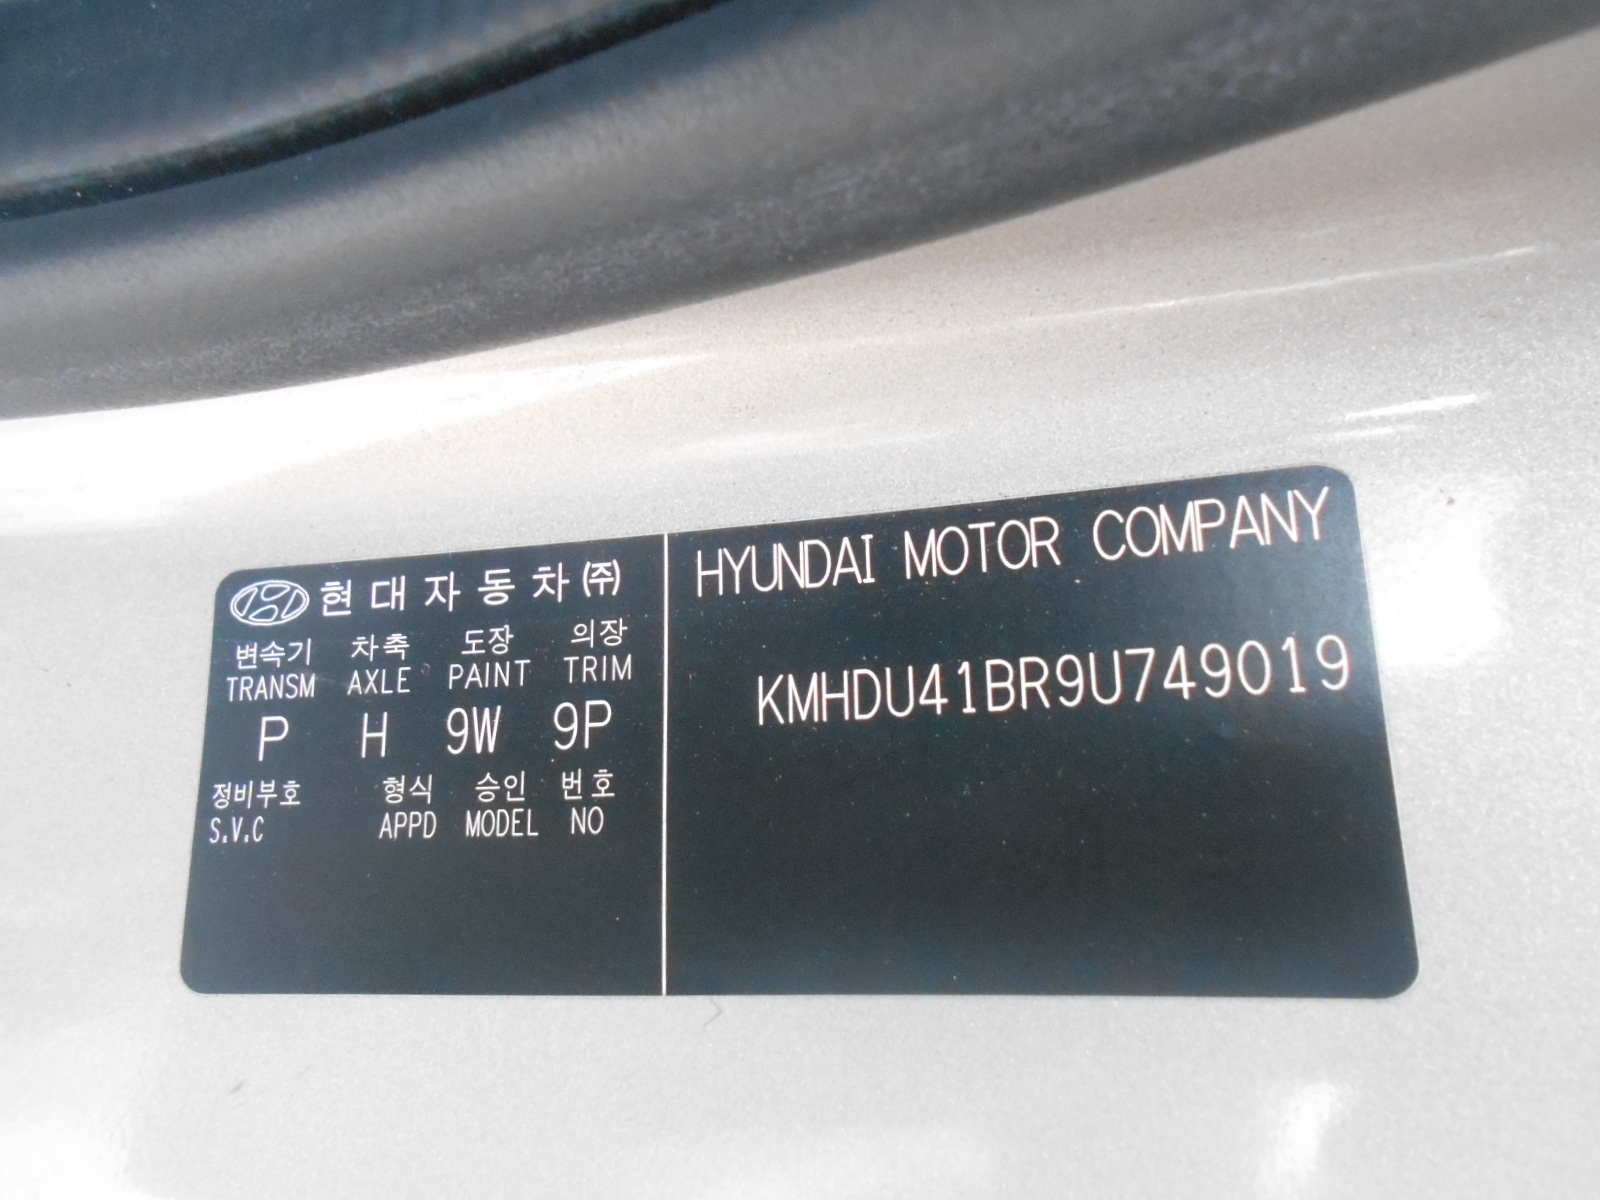 현대자동차(주)
변속기 차축 도장 의장
TRANSM AXLE PAINT TRIM
P H 9W 9P
정비부호 형식 승인 번호
S.V.C APPD MODEL NO
HYUNDAI MOTOR COMPANY
KMHDU41BR9U749019